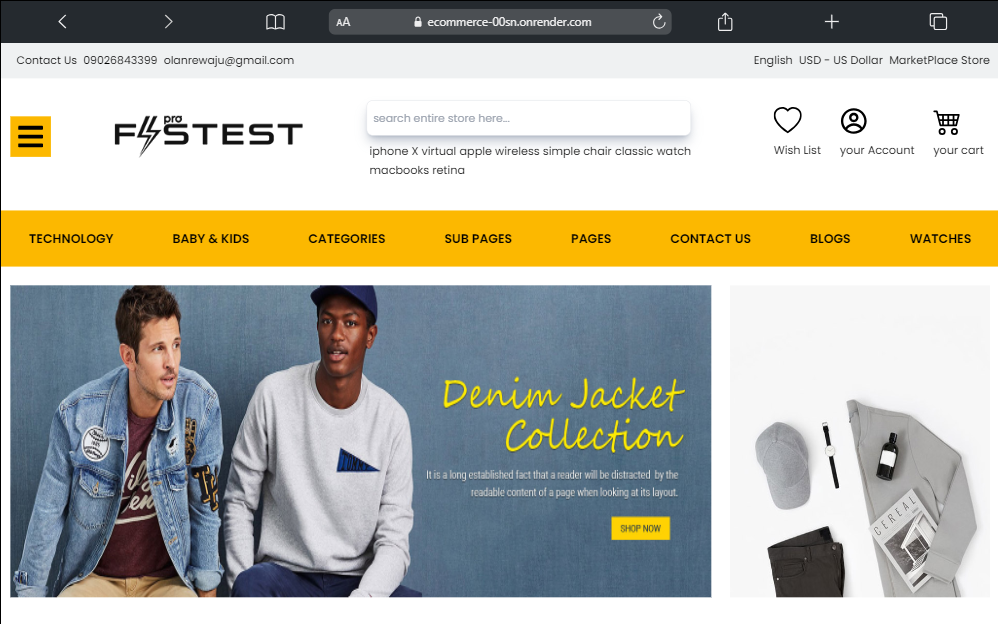 AA ecommerce-00sn.onrender.com
Contact Us 09026843399 olanrewaju@gmail.com English USD - US Dollar MarketPlace Store
pro
FASTEST
search entire store here...
iphone X virtual apple wireless simple chair classic watch
macbooks retina
Wish List your Account your cart
TECHNOLOGY BABY & KIDS CATEGORIES SUB PAGES PAGES CONTACT US BLOGS WATCHES
Denim Jacket
Collection
It is a long established fact that a reader will be distracted by the
readable content of a page when looking at its layout.
SHOP NOW
CEREAL